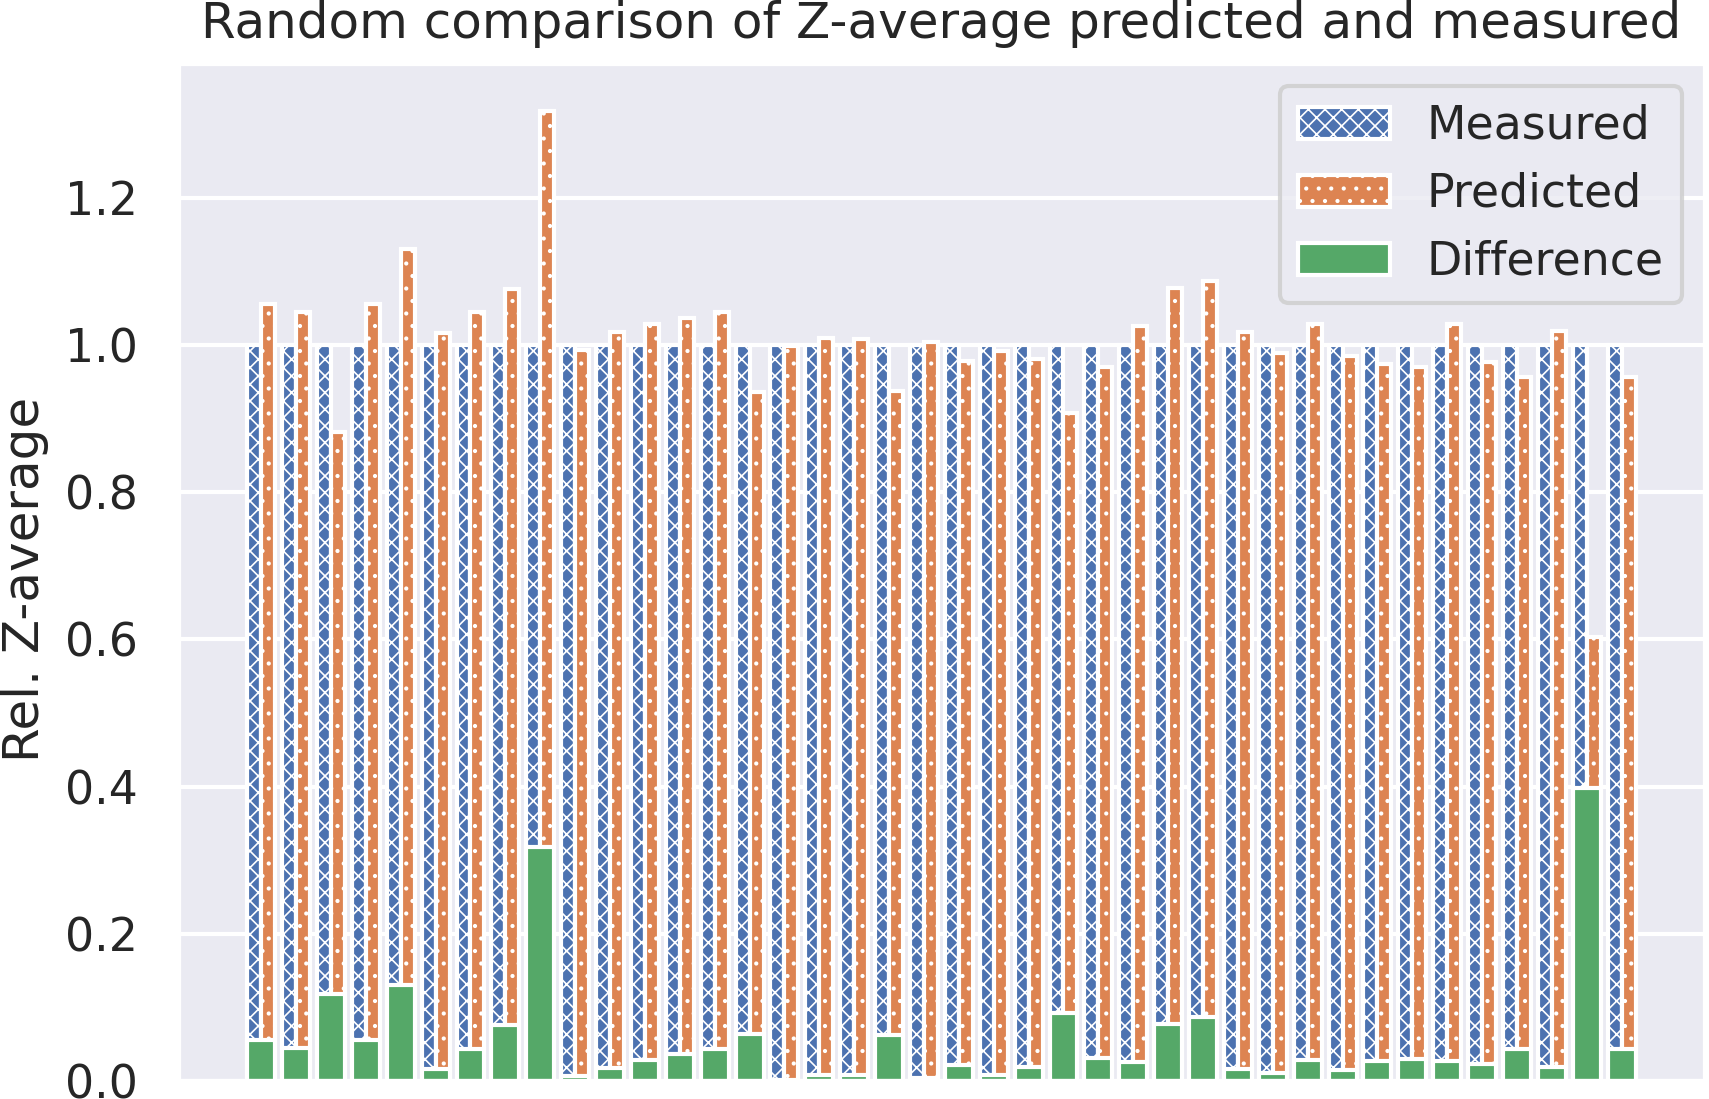 Random comparison of Z-average predicted and measured
Measured
Predicted
Difference
Rel. Z-average
1.2
1.0
0.8
0.6
0.4
0.2
0.0